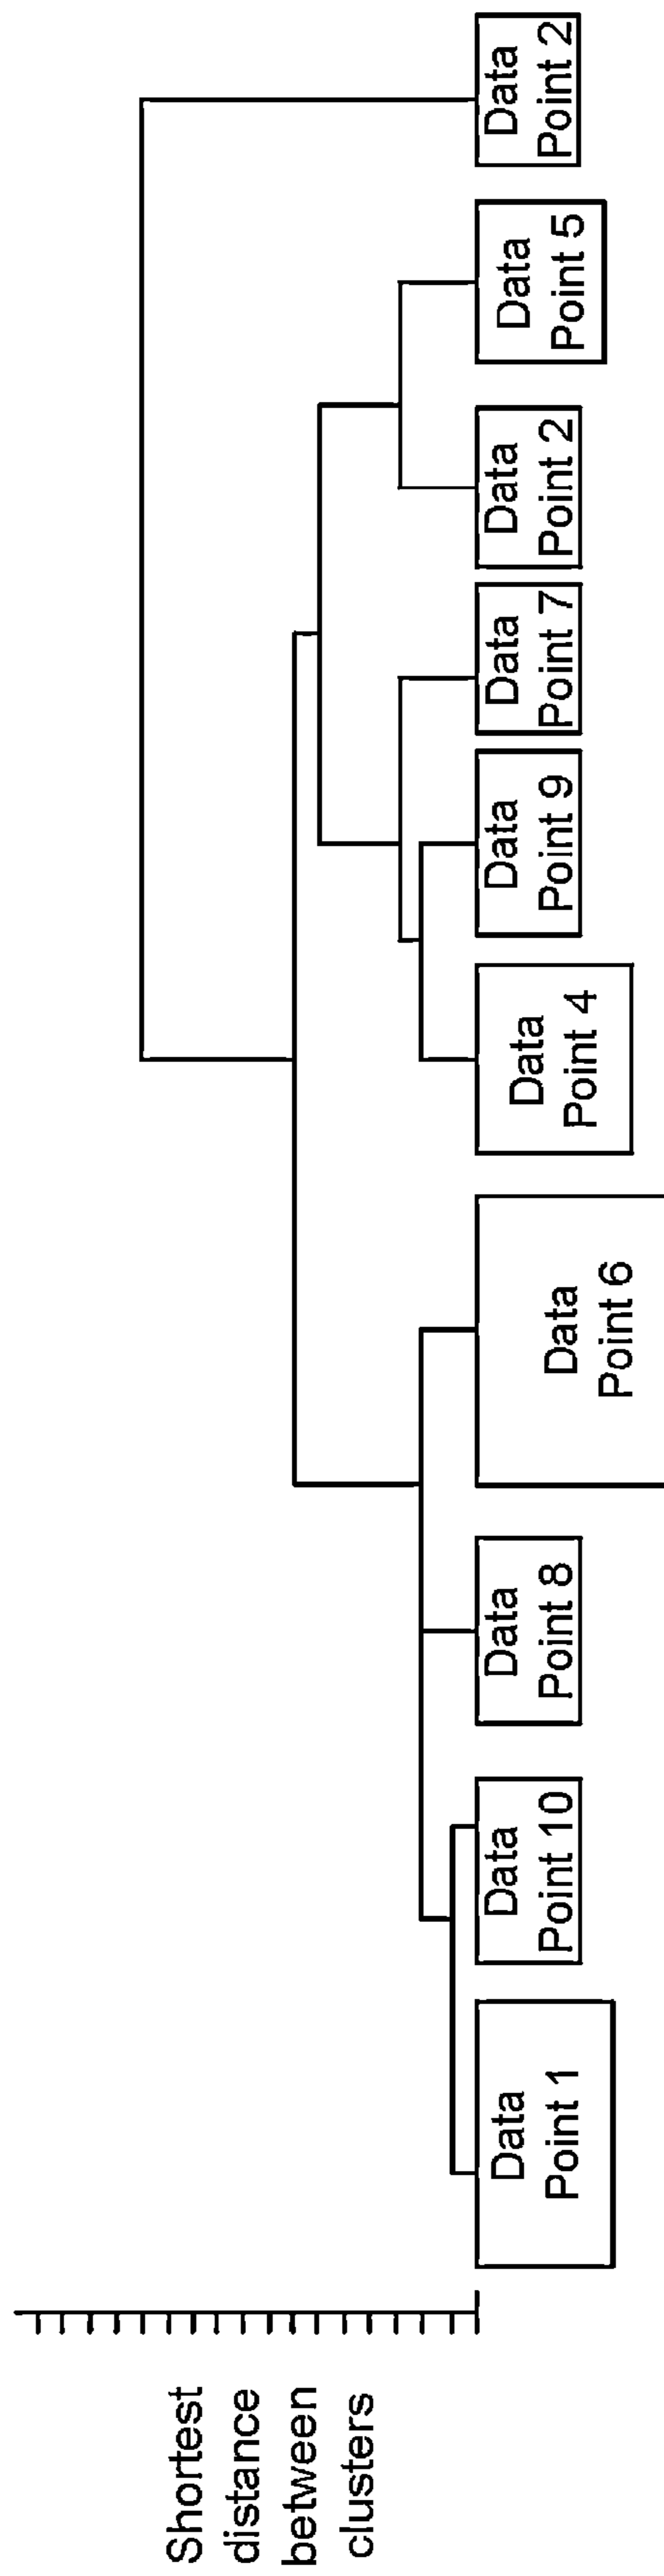 Shortest
distance
between
clusters
Data
Point 1
Data
Point 10
Data
Point 8
Data
Point 6
Data
Point 4
Data
Point 9
Data
Point 7
Data
Point 2
Data
Point 5
Data
Point 2